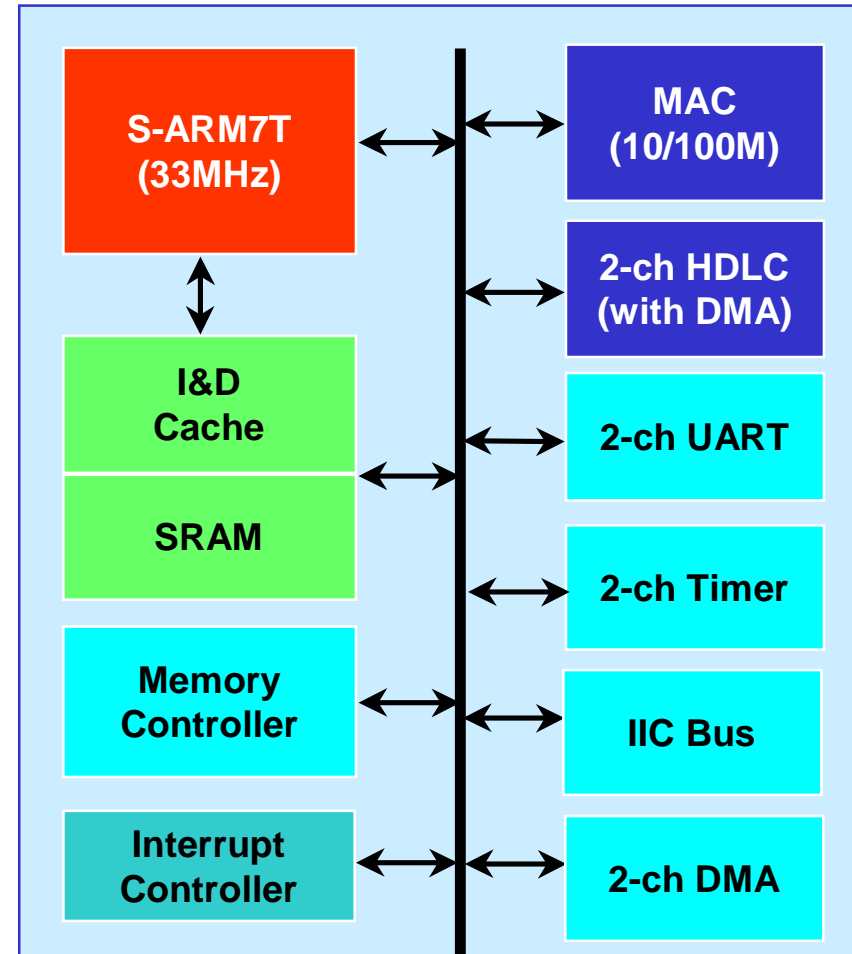 S-ARM7T
(33MHz)
I&D
Cache
SRAM
Memory
Controller
Interrupt
Controller
MAC
(10/100M)
2-ch HDLC
(with DMA)
2-ch UART
2-ch Timer
IIC Bus
2-ch DMA